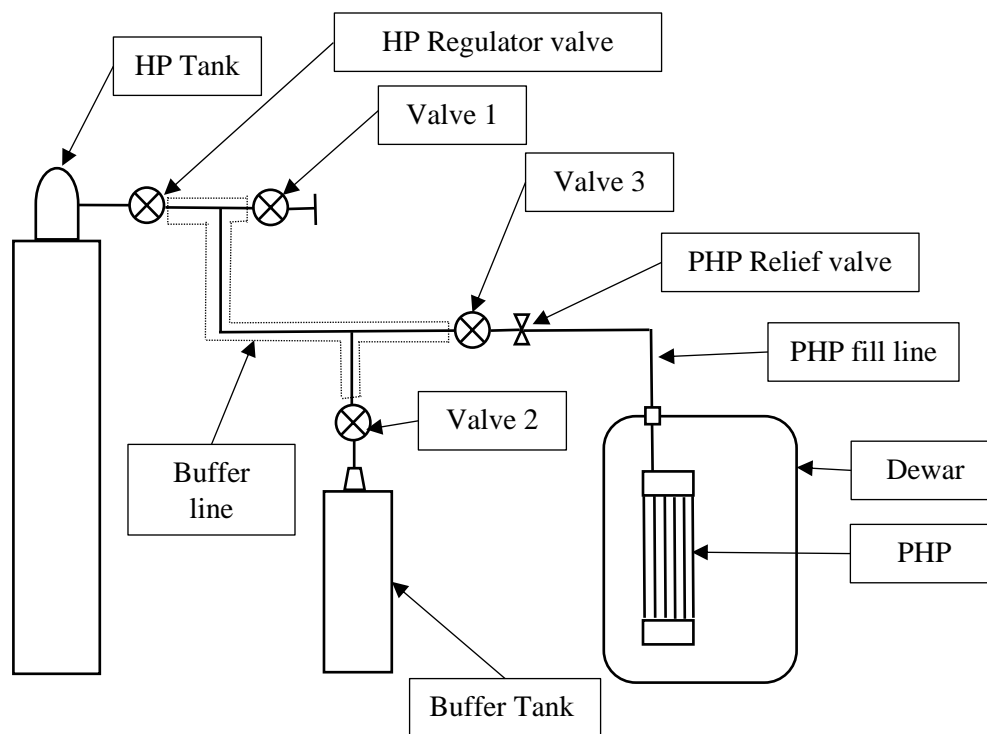 HP Regulator valve
HP Tank
Valve 1
Valve 3
PHP Relief valve
PHP fill line
Valve 2
Buffer
line
Dewar
PHP
Buffer Tank